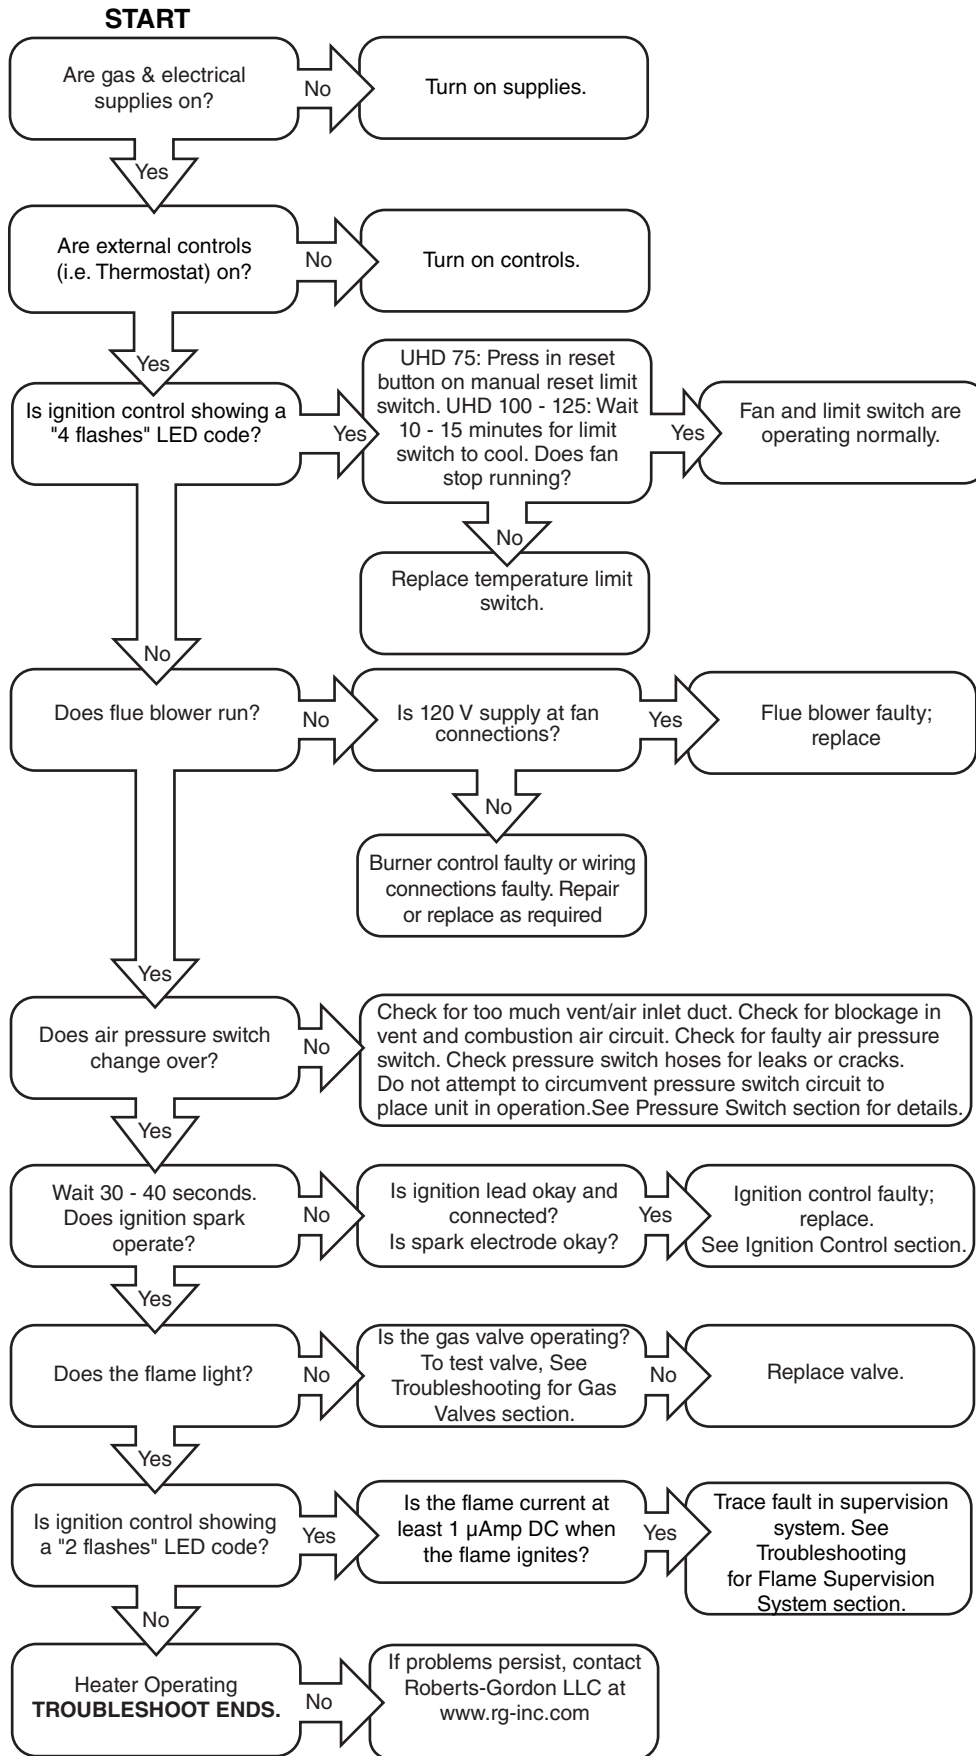 START
Are gas & electrical
supplies on?
No
Turn on supplies.
Yes
Are external controls
(i.e. Thermostat) on?
No
Turn on controls.
Yes
Is ignition control showing a
"4 flashes" LED code?
Yes
UHD 75: Press in reset
button on manual reset limit
switch. UHD 100 - 125: Wait
10 - 15 minutes for limit
switch to cool. Does fan
stop running?
Yes
Fan and limit switch are
operating normally.
No
Replace temperature limit
switch.
No
Does flue blower run?
No
Is 120 V supply at fan
connections?
Yes
Flue blower faulty;
replace
No
Burner control faulty or wiring
connections faulty. Repair
or replace as required
Yes
Does air pressure switch
change over?
No
Check for too much vent/air inlet duct. Check for blockage in
vent and combustion air circuit. Check for faulty air pressure
switch. Check pressure switch hoses for leaks or cracks.
Do not attempt to circumvent pressure switch circuit to
place unit in operation.See Pressure Switch section for details.
Yes
Wait 30 - 40 seconds.
Does ignition spark
operate?
No
Is ignition lead okay and
connected?
Is spark electrode okay?
Yes
Ignition control faulty;
replace.
See Ignition Control section.
Yes
Does the flame light?
No
Is the gas valve operating?
To test valve, See
Troubleshooting for Gas
Valves section.
No
Replace valve.
Yes
Is ignition control showing
a "2 flashes" LED code?
Yes
Is the flame current at
least 1 µAmp DC when
the flame ignites?
Yes
Trace fault in supervision
system. See
Troubleshooting
for Flame Supervision
System section.
No
Heater Operating
TROUBLESHOOT ENDS.
No
If problems persist, contact
Roberts-Gordon LLC at
www.rg-inc.com